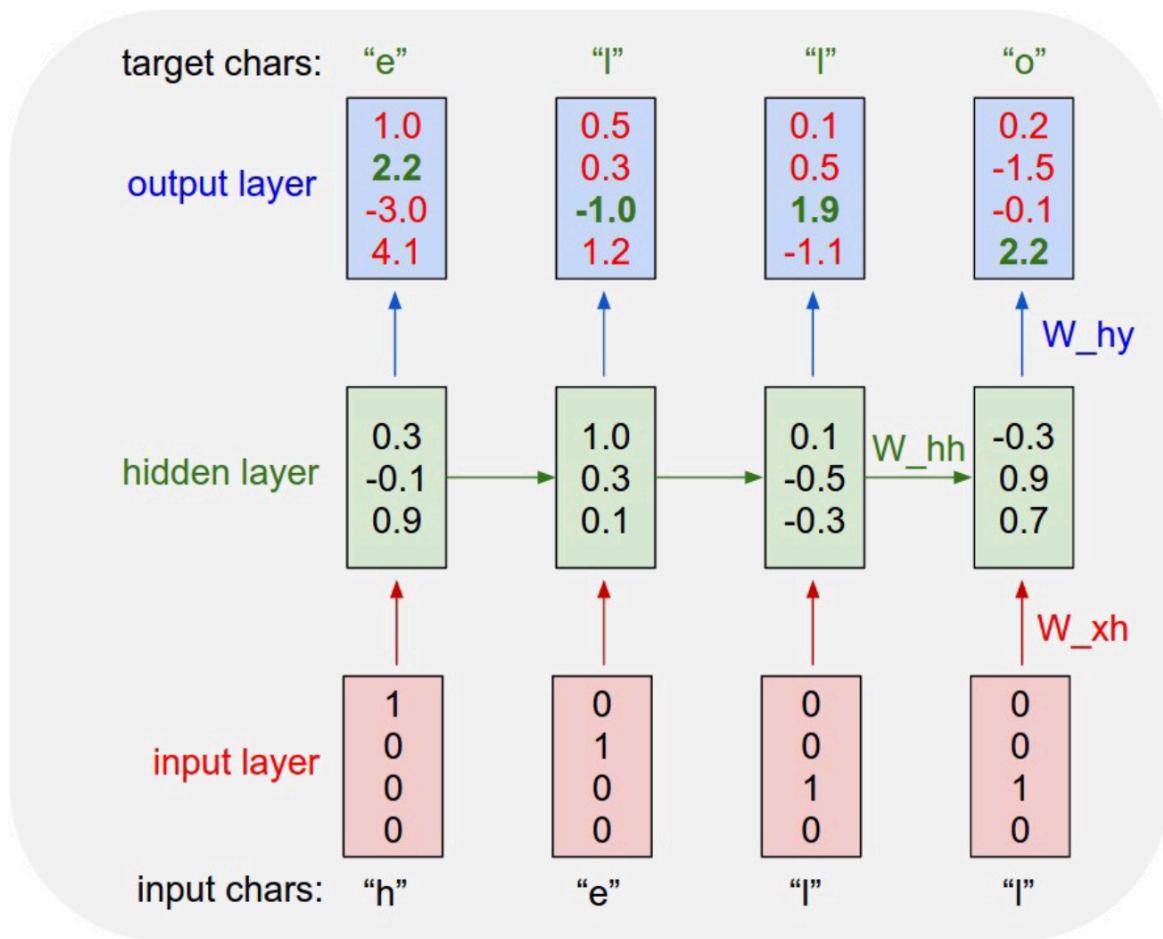 target chars: “e” “l” “l” “o”
output layer
1.0 0.5 0.1 0.2
2.2 0.3 0.5 -1.5
-3.0 -1.0 1.9 -0.1
4.1 1.2 -1.1 2.2
W_hy
hidden layer
0.3 1.0 0.1 -0.3
-0.1 0.3 -0.5 0.9
0.9 0.1 -0.3 0.7
W_hh
W_xh
input layer
1 0 0 0
0 1 0 0
0 0 1 1
0 0 0 0
input chars: “h” “e” “l” “l”